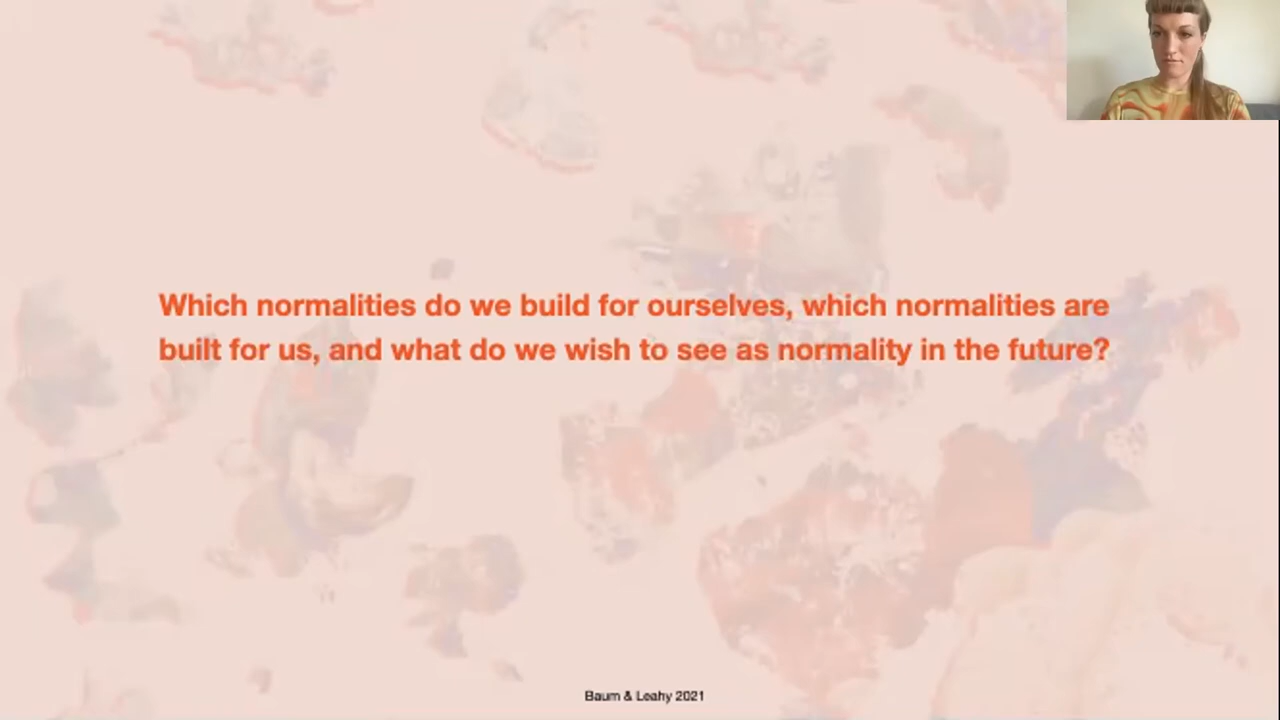 Which normalities do we build for ourselves, which normalities are
built for us, and what do we wish to see as normality in the future?
Baum & Leahy 2021